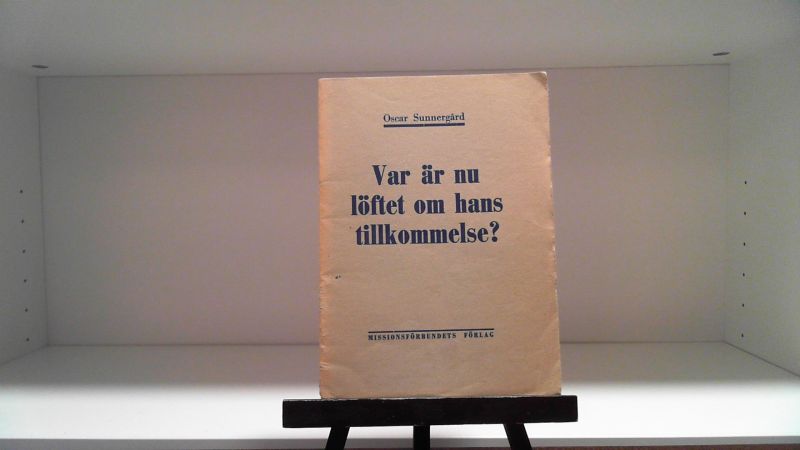 Oscar Sunnergård
Var är nu
löftet om hans
tillkommelse?
MISSIONSFÖRBUNDETS FÖRLAG